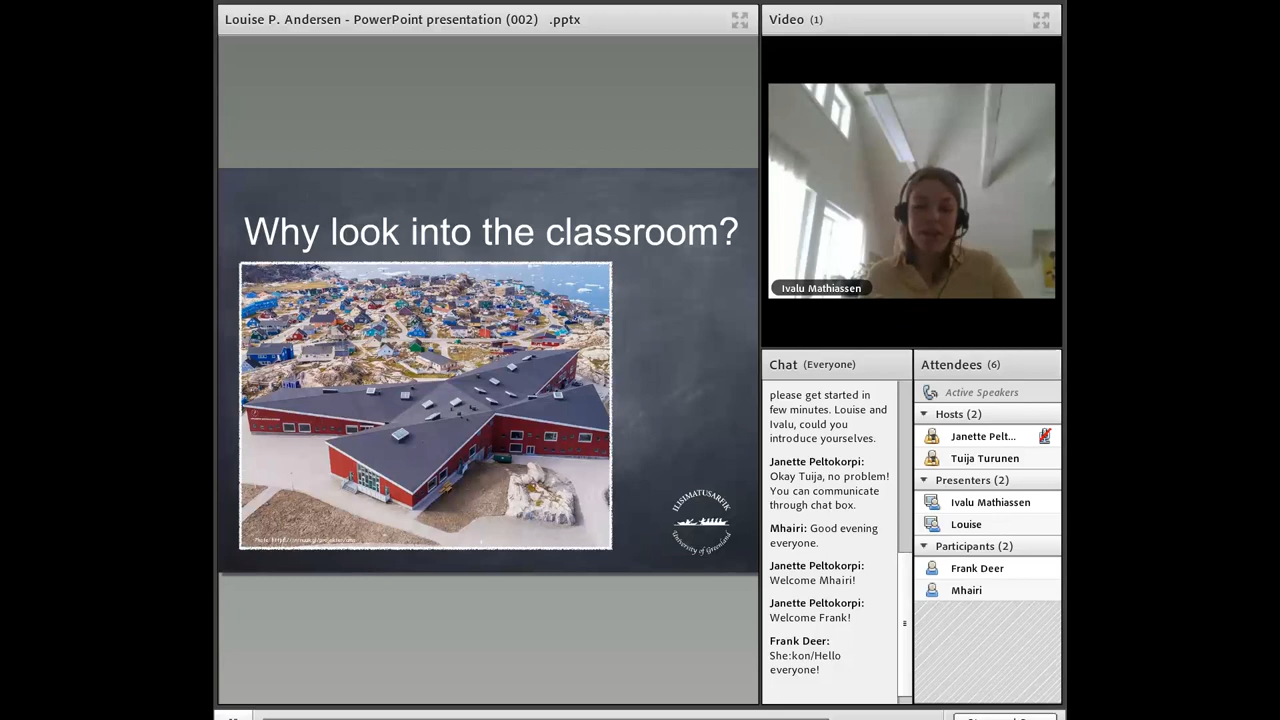 Louise P. Andersen - PowerPoint presentation (002) .pptx
Why look into the classroom?
ILISIMATUSARFIK
University of Greenland
Video (1)
Ivalu Mathiassen
Chat (Everyone)
please get started in
few minutes. Louise and
Ivalu, could you
introduce yourselves.
Janette Peltokorpi:
Okay Tuija, no problem!
You can communicate
through chat box.
Mhairi: Good evening
everyone.
Janette Peltokorpi:
Welcome Mhairi!
Janette Peltokorpi:
Welcome Frank!
Frank Deer:
She:kon/Hello
everyone!
Attendees (6)
Active Speakers
Hosts (2)
Janette Pelt...
Tuija Turunen
Presenters (2)
Ivalu Mathiassen
Louise
Participants (2)
Frank Deer
Mhairi